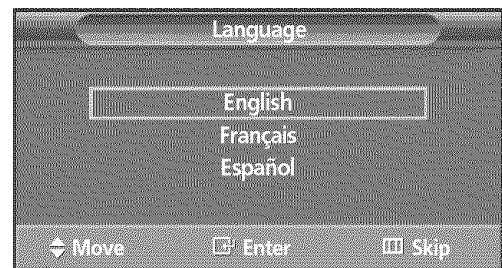 Language
English
Français
Español
Move Enter Skip